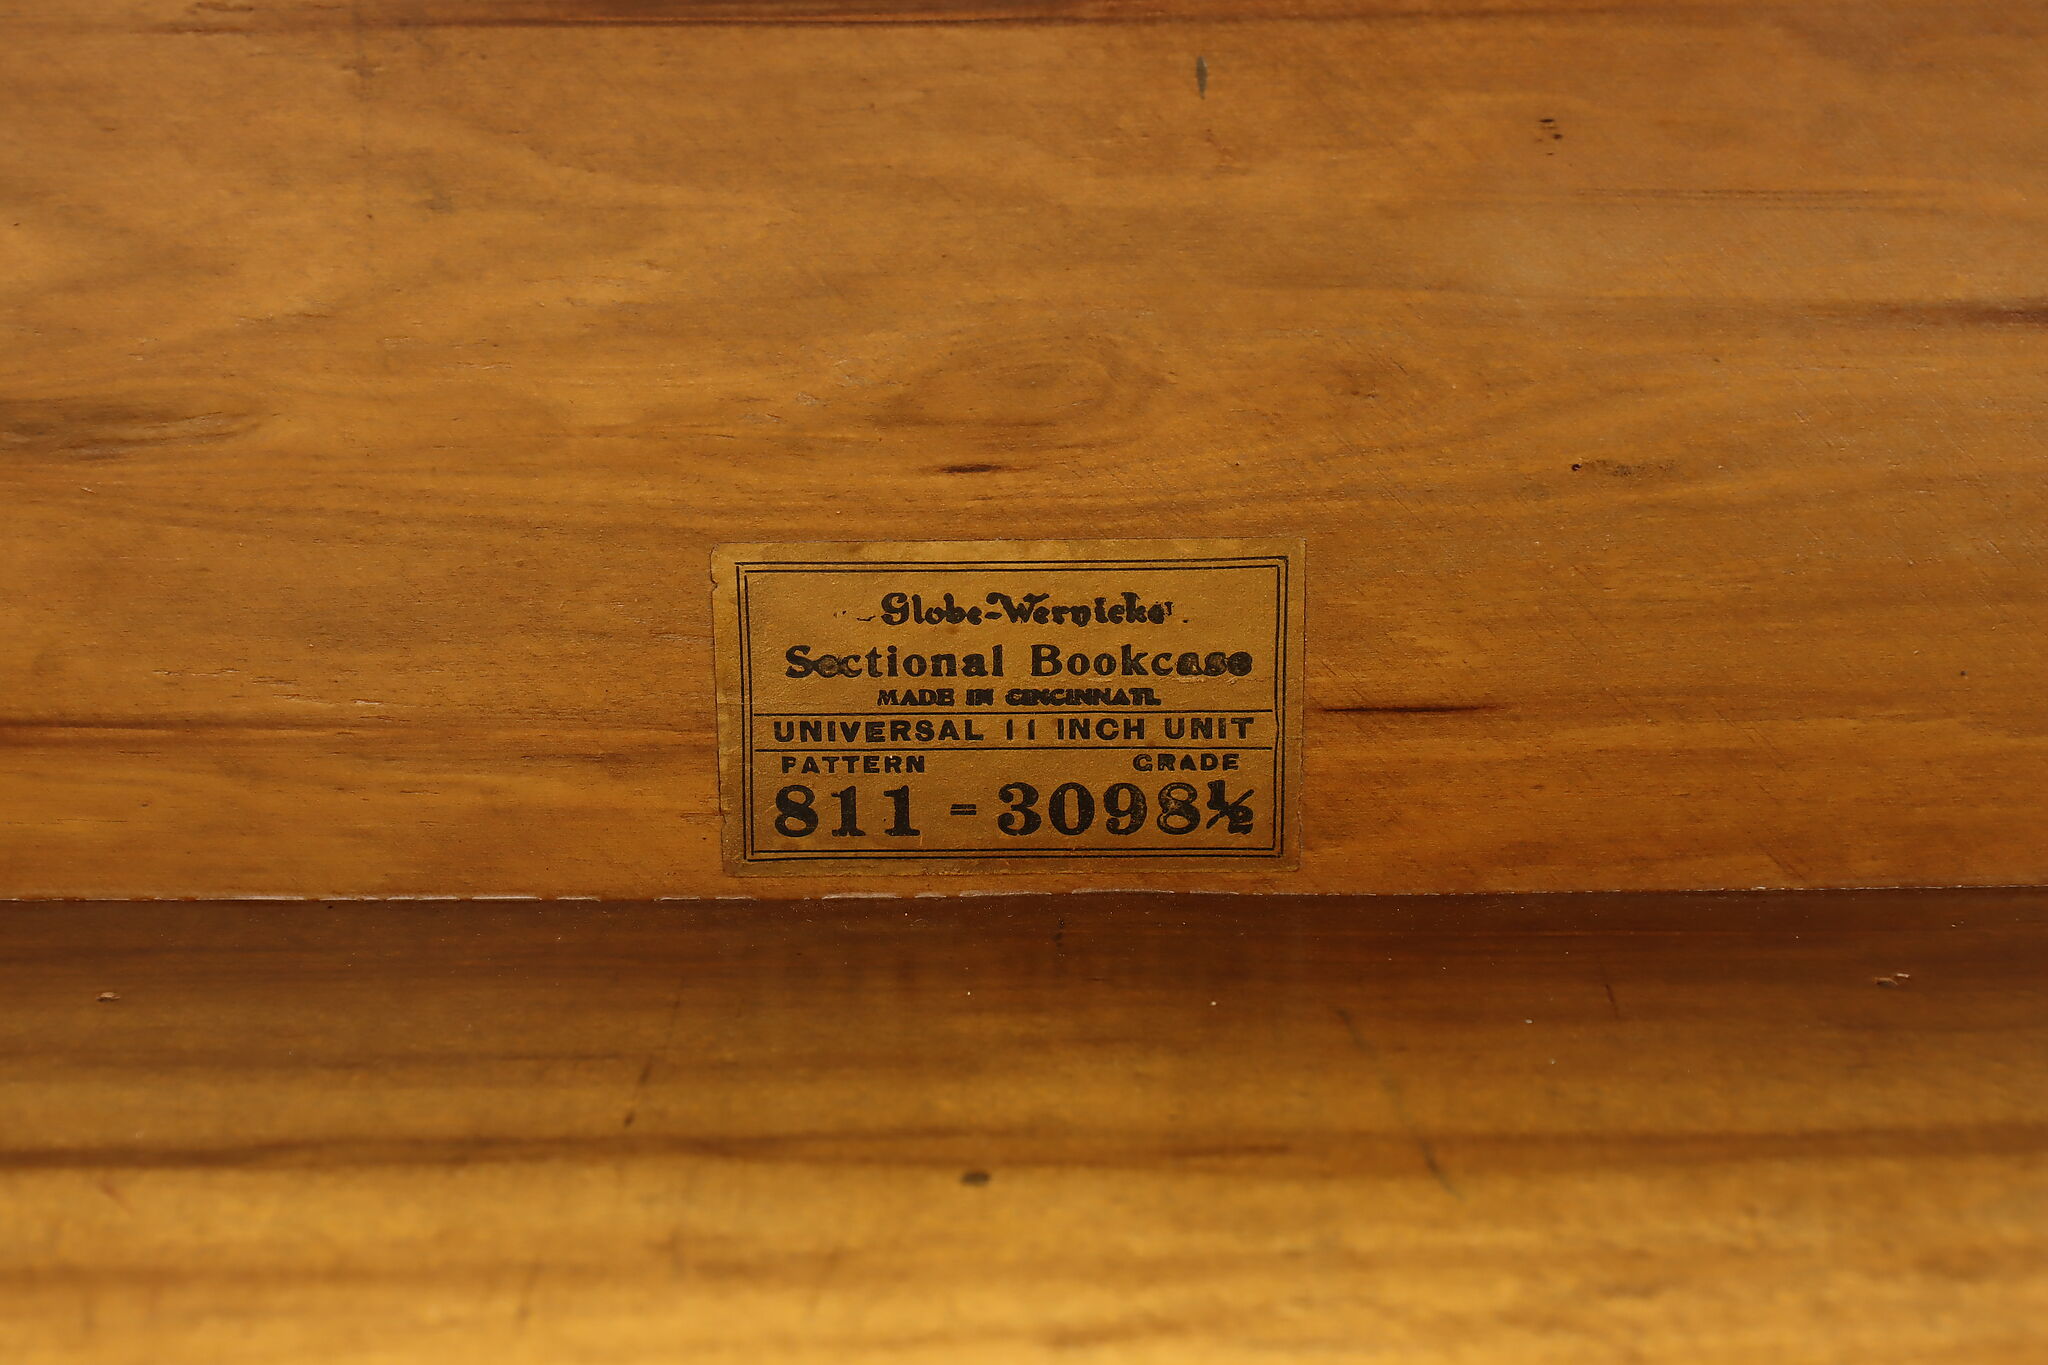 Globe-Wernicke
Sectional Bookcase
MADE IN CINCINNATI.
UNIVERSAL 11 INCH UNIT
PATTERN GRADE
811 - 3098½